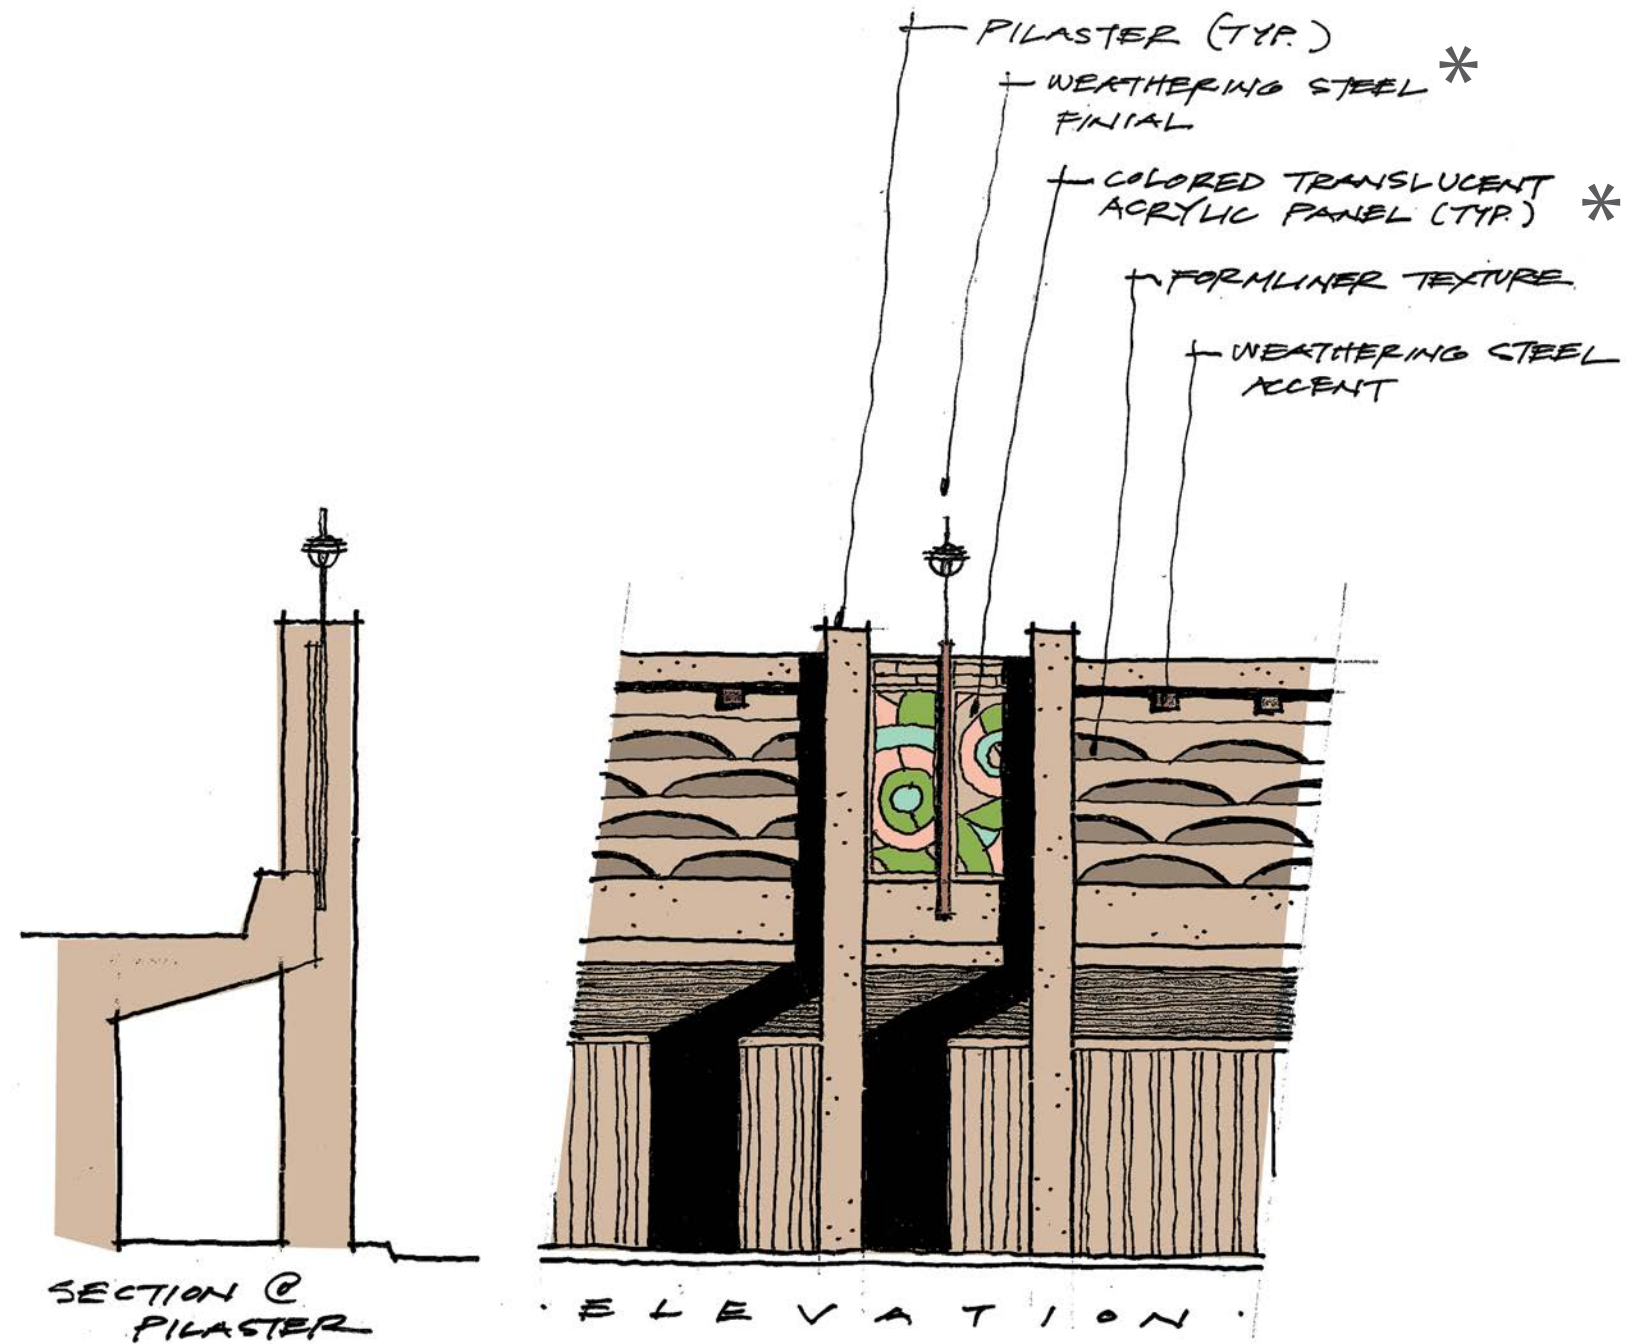 PILASTER (TYP.)
WEATHERING STEEL *
FINIAL
COLORED TRANSLUCENT
ACRYLIC PANEL (TYP.) *
FORMLINER TEXTURE
WEATHERING STEEL
ACCENT
SECTION @
PILASTER
· ELEVATION ·